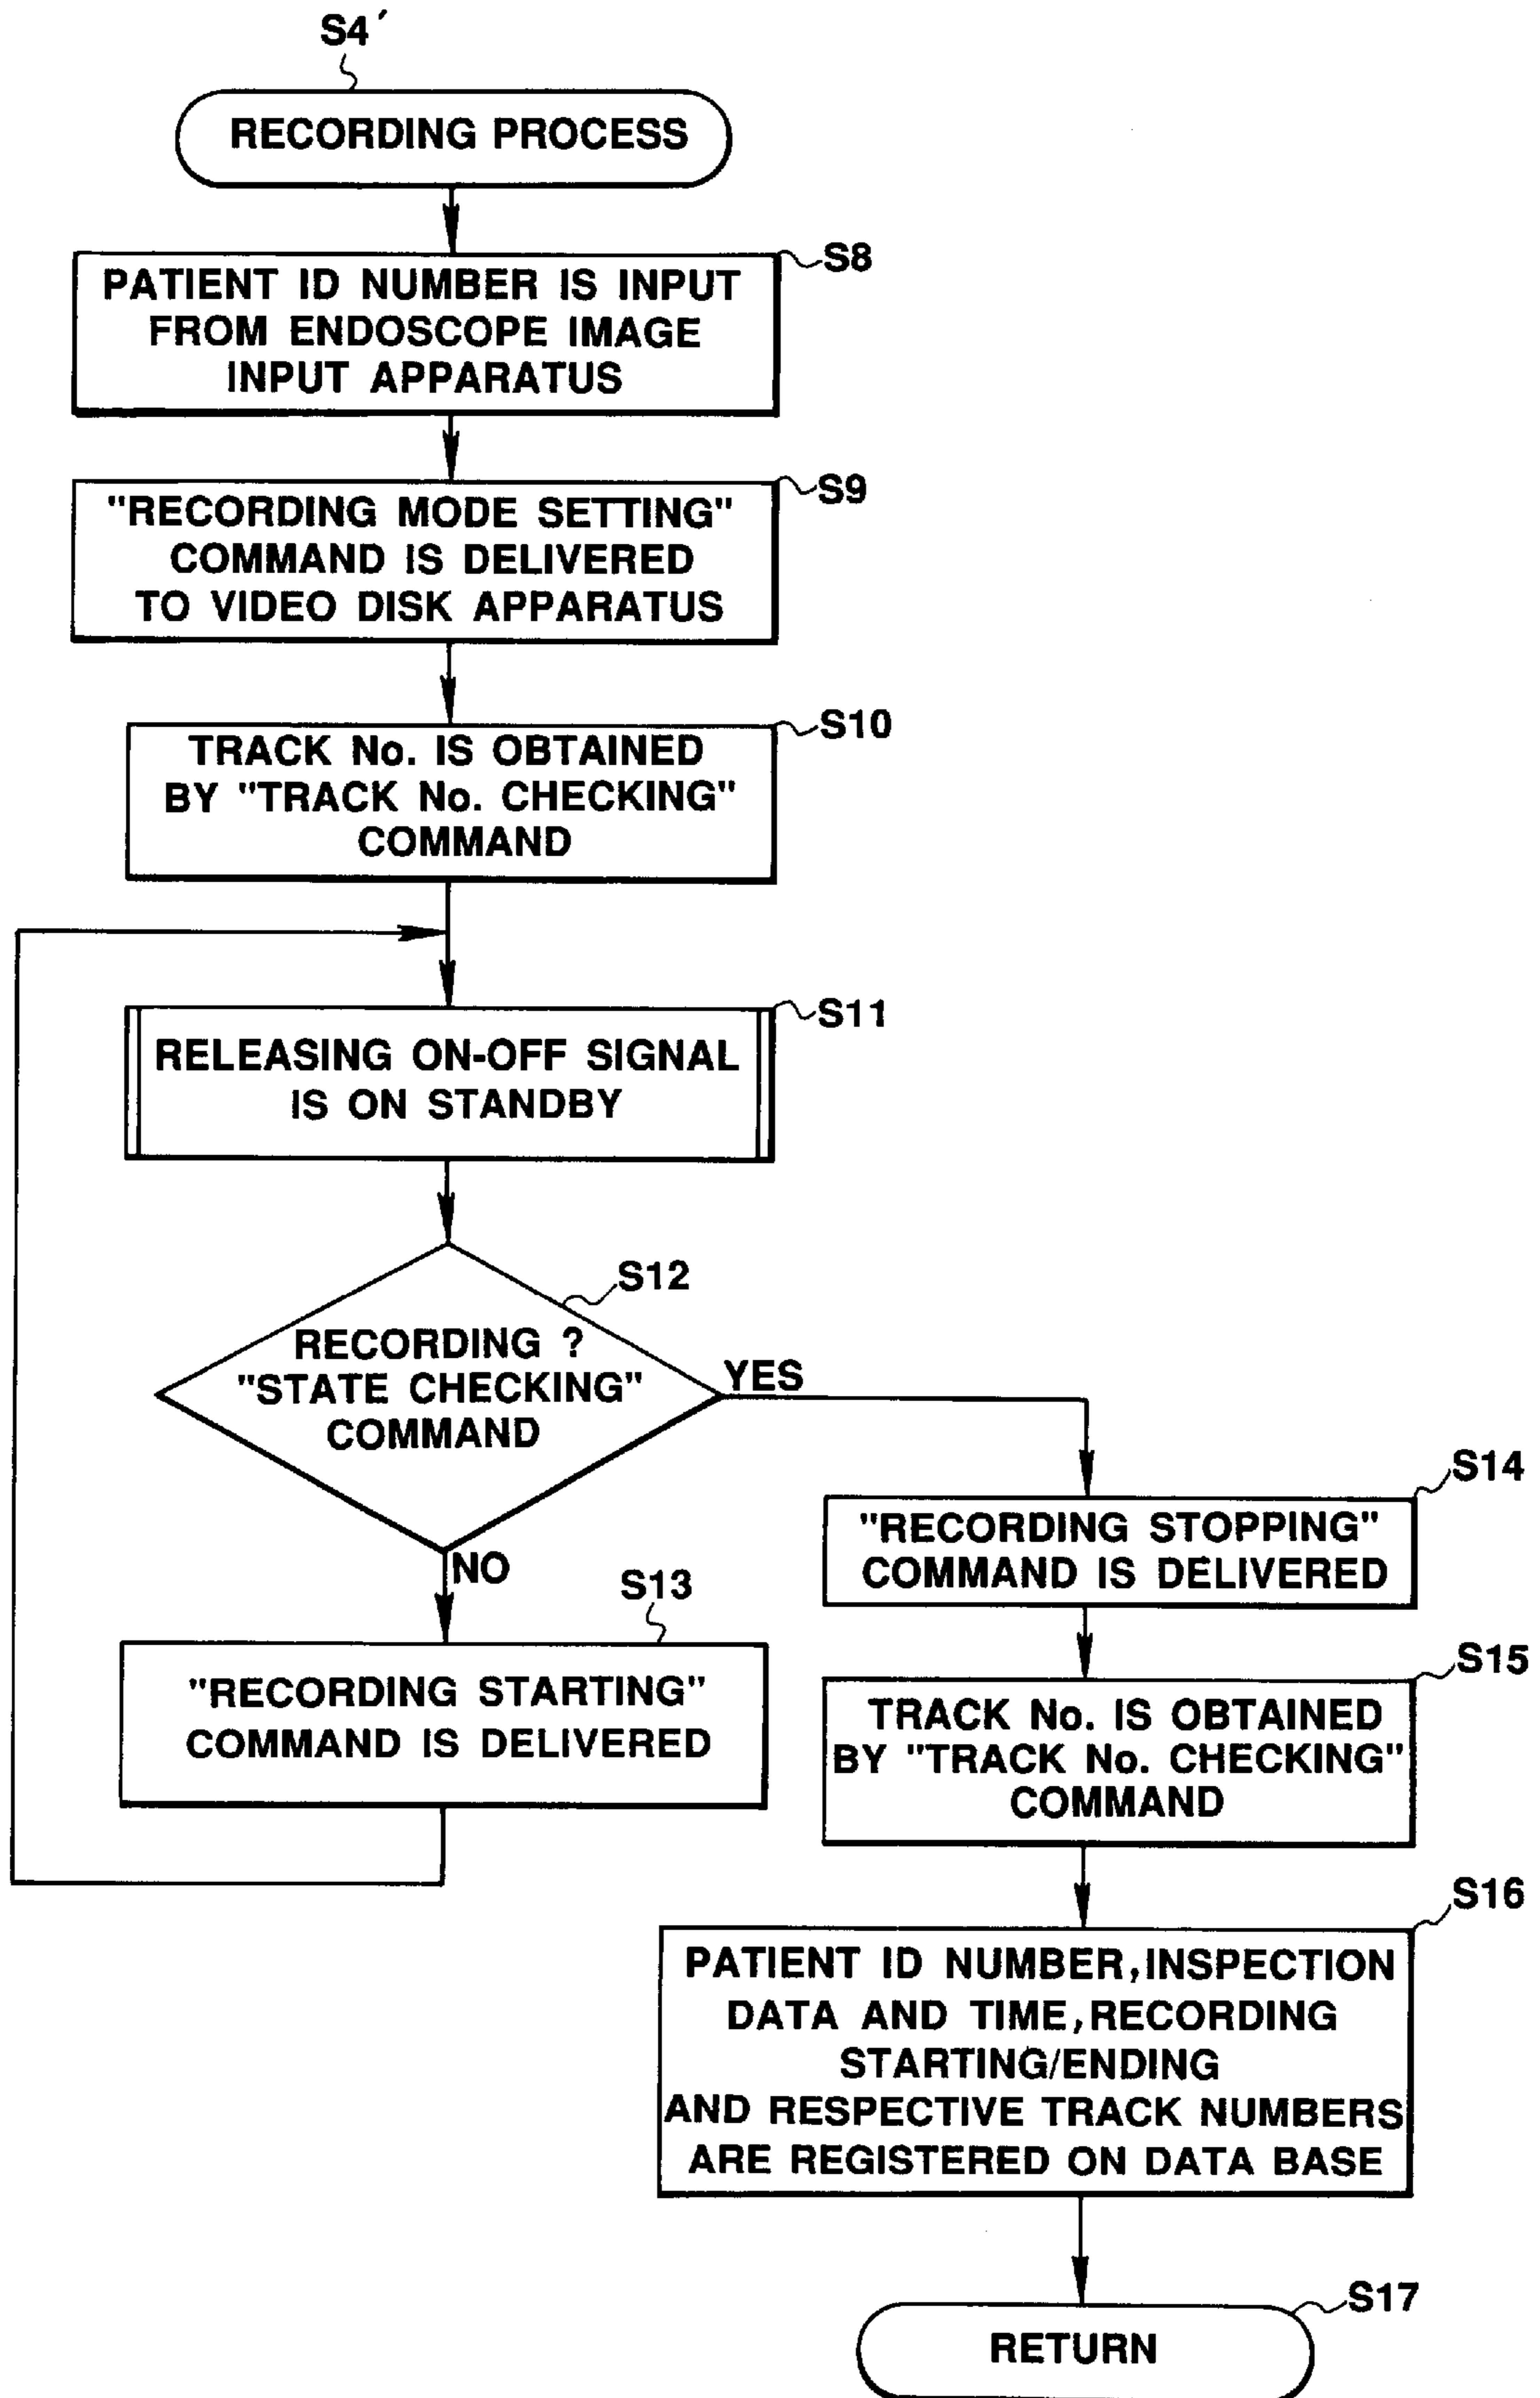 S4′
RECORDING PROCESS
S8
PATIENT ID NUMBER IS INPUT
FROM ENDOSCOPE IMAGE
INPUT APPARATUS
S9
"RECORDING MODE SETTING"
COMMAND IS DELIVERED
TO VIDEO DISK APPARATUS
S10
TRACK No. IS OBTAINED
BY "TRACK No. CHECKING"
COMMAND
S11
RELEASING ON-OFF SIGNAL
IS ON STANDBY
S12
RECORDING ?
"STATE CHECKING"
COMMAND
YES
NO
S13
"RECORDING STARTING"
COMMAND IS DELIVERED
S14
"RECORDING STOPPING"
COMMAND IS DELIVERED
S15
TRACK No. IS OBTAINED
BY "TRACK No. CHECKING"
COMMAND
S16
PATIENT ID NUMBER, INSPECTION
DATA AND TIME, RECORDING
STARTING/ENDING
AND RESPECTIVE TRACK NUMBERS
ARE REGISTERED ON DATA BASE
S17
RETURN